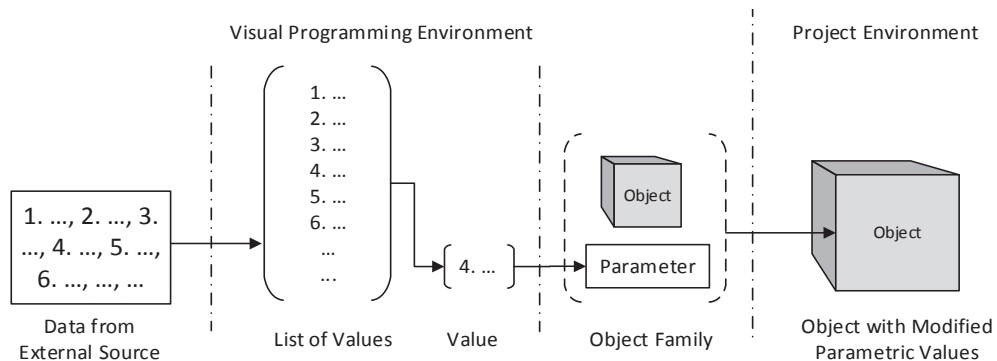 Visual Programming Environment
Project Environment
1. ...
2. ...
3. ...
4. ...
5. ...
6. ...
...
...
1. ..., 2. ..., 3.
..., 4. ..., 5. ...,
6. ..., ..., ...
4. ...
Object
Parameter
Object
Data from
External Source
List of Values
Value
Object Family
Object with Modified
Parametric Values